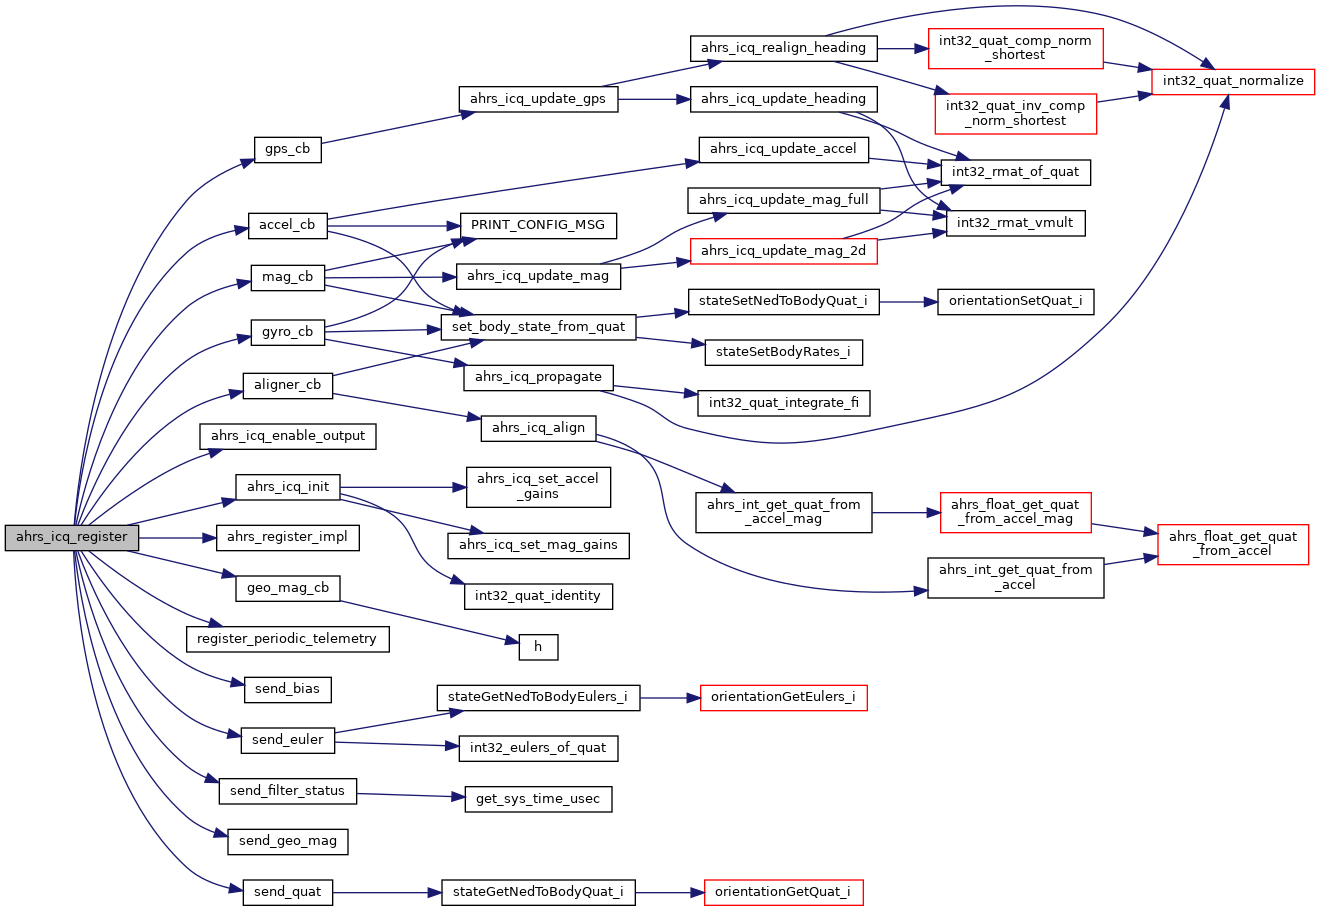 ahrs_icq_register
gps_cb
accel_cb
mag_cb
gyro_cb
aligner_cb
ahrs_icq_enable_output
ahrs_icq_init
ahrs_register_impl
geo_mag_cb
register_periodic_telemetry
send_bias
send_euler
send_filter_status
send_geo_mag
send_quat
ahrs_icq_update_gps
PRINT_CONFIG_MSG
ahrs_icq_update_mag
set_body_state_from_quat
ahrs_icq_propagate
ahrs_icq_align
ahrs_icq_set_accel
_gains
ahrs_icq_set_mag_gains
int32_quat_identity
h
stateGetNedToBodyEulers_i
int32_eulers_of_quat
get_sys_time_usec
stateGetNedToBodyQuat_i
ahrs_icq_realign_heading
ahrs_icq_update_heading
ahrs_icq_update_accel
ahrs_icq_update_mag_full
ahrs_icq_update_mag_2d
stateSetNedToBodyQuat_i
stateSetBodyRates_i
int32_quat_integrate_fi
ahrs_int_get_quat_from
_accel_mag
orientationGetEulers_i
orientationGetQuat_i
int32_quat_comp_norm
_shortest
int32_quat_inv_comp
_norm_shortest
int32_rmat_of_quat
int32_rmat_vmult
orientationSetQuat_i
ahrs_float_get_quat
_from_accel_mag
ahrs_int_get_quat_from
_accel
int32_quat_normalize
ahrs_float_get_quat
_from_accel